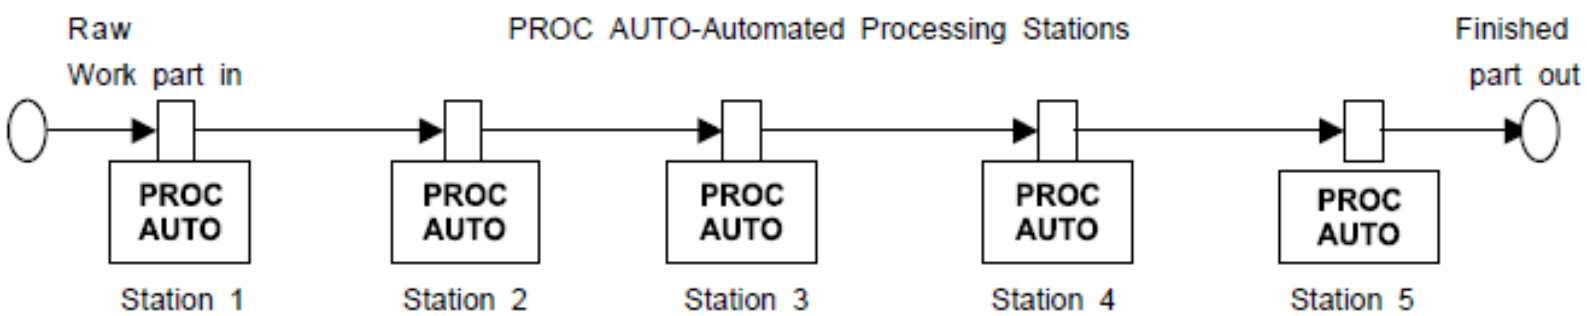 Raw
Work part in
PROC AUTO-Automated Processing Stations
Finished
part out
PROC
AUTO
PROC
AUTO
PROC
AUTO
PROC
AUTO
PROC
AUTO
Station 1
Station 2
Station 3
Station 4
Station 5